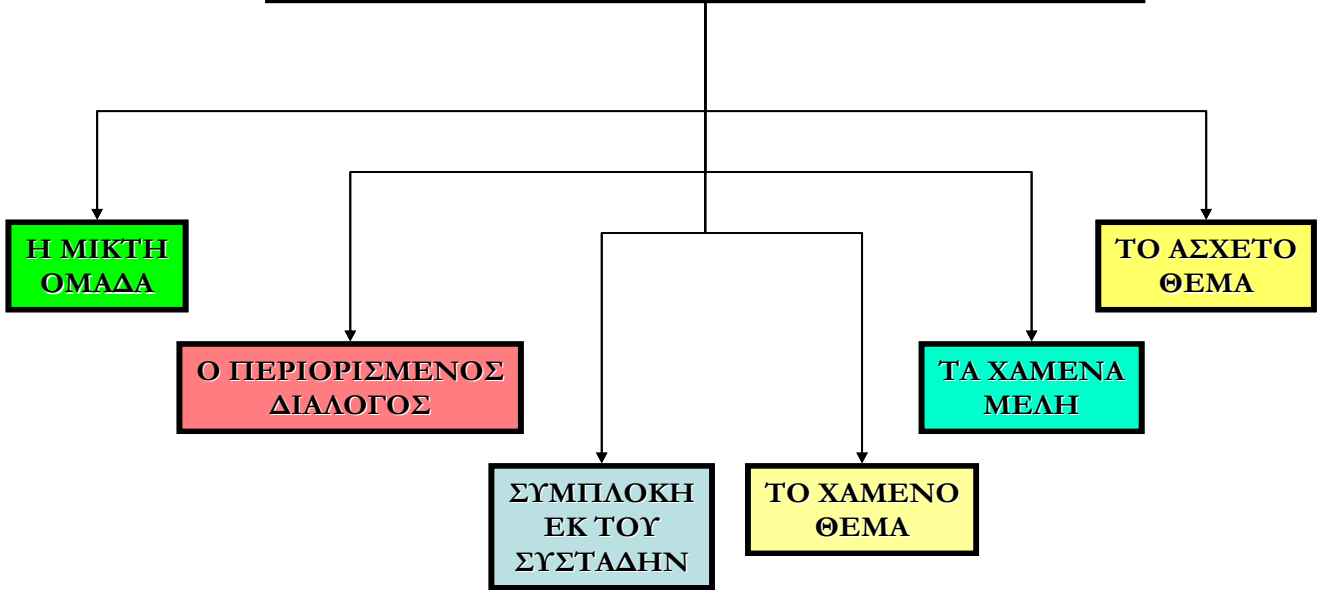 Η ΜΙΚΤΗ
ΟΜΑΔΑ
ΤΟ ΑΣΧΕΤΟ
ΘΕΜΑ
Ο ΠΕΡΙΟΡΙΣΜΕΝΟΣ
ΔΙΑΛΟΓΟΣ
ΤΑ ΧΑΜΕΝΑ
ΜΕΛΗ
ΣΥΜΠΛΟΚΗ
ΕΚ ΤΟΥ
ΣΥΣΤΑΔΗΝ
ΤΟ ΧΑΜΕΝΟ
ΘΕΜΑ